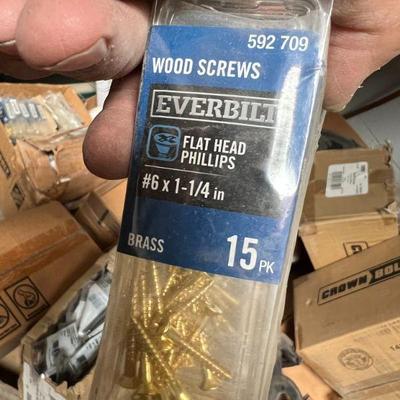 592 709
WOOD SCREWS
EVERBILT
FLAT HEAD
PHILLIPS
#6 x 1-1/4 in
BRASS
15 PK
CROWN BOLT